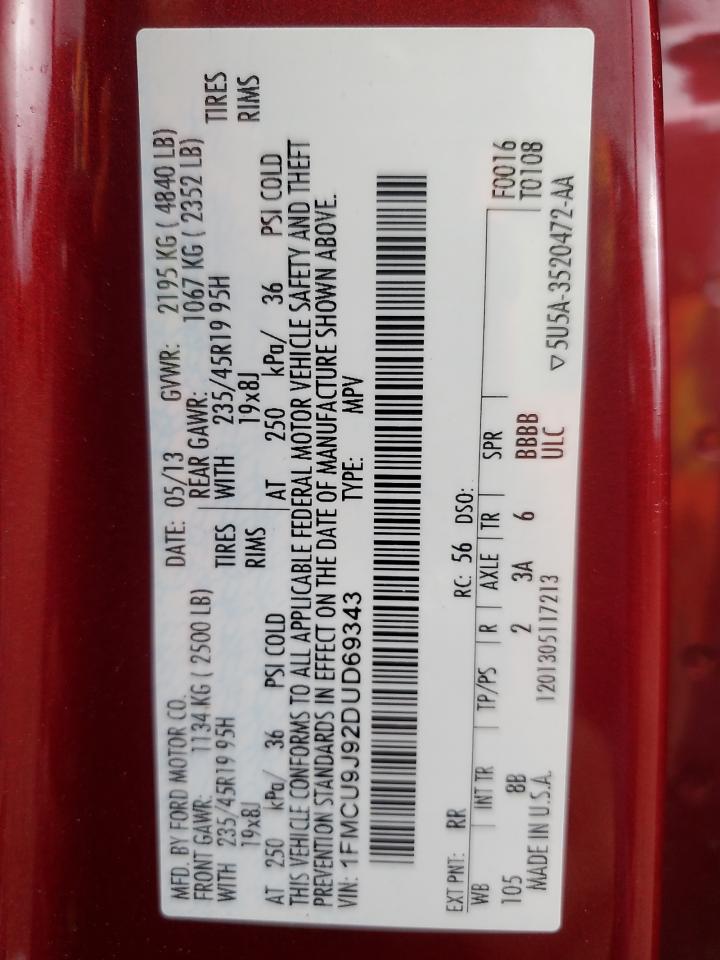 MFD. BY FORD MOTOR CO. DATE: 05/13 GVWR: 2195 KG ( 4840 LB)
FRONT GAWR: 1134 KG ( 2500 LB) REAR GAWR: 1067 KG ( 2352 LB)
WITH 235/45R19 95H TIRES WITH 235/45R19 95H TIRES
19x8J RIMS 19x8J RIMS
AT 250 kPa/ 36 PSI COLD AT 250 kPa/ 36 PSI COLD
THIS VEHICLE CONFORMS TO ALL APPLICABLE FEDERAL MOTOR VEHICLE SAFETY AND THEFT
PREVENTION STANDARDS IN EFFECT ON THE DATE OF MANUFACTURE SHOWN ABOVE.
VIN: 1FMCU9J92DUD69343 TYPE: MPV
EXT PNT: RR RC: 56 DSO:
WB INT TR TP/PS R AXLE TR SPR F0016
105 8B 2 3A 6 BBBB T0108
ULC
MADE IN U.S.A. 1201305117213 ▽5U5A-3520472-AA